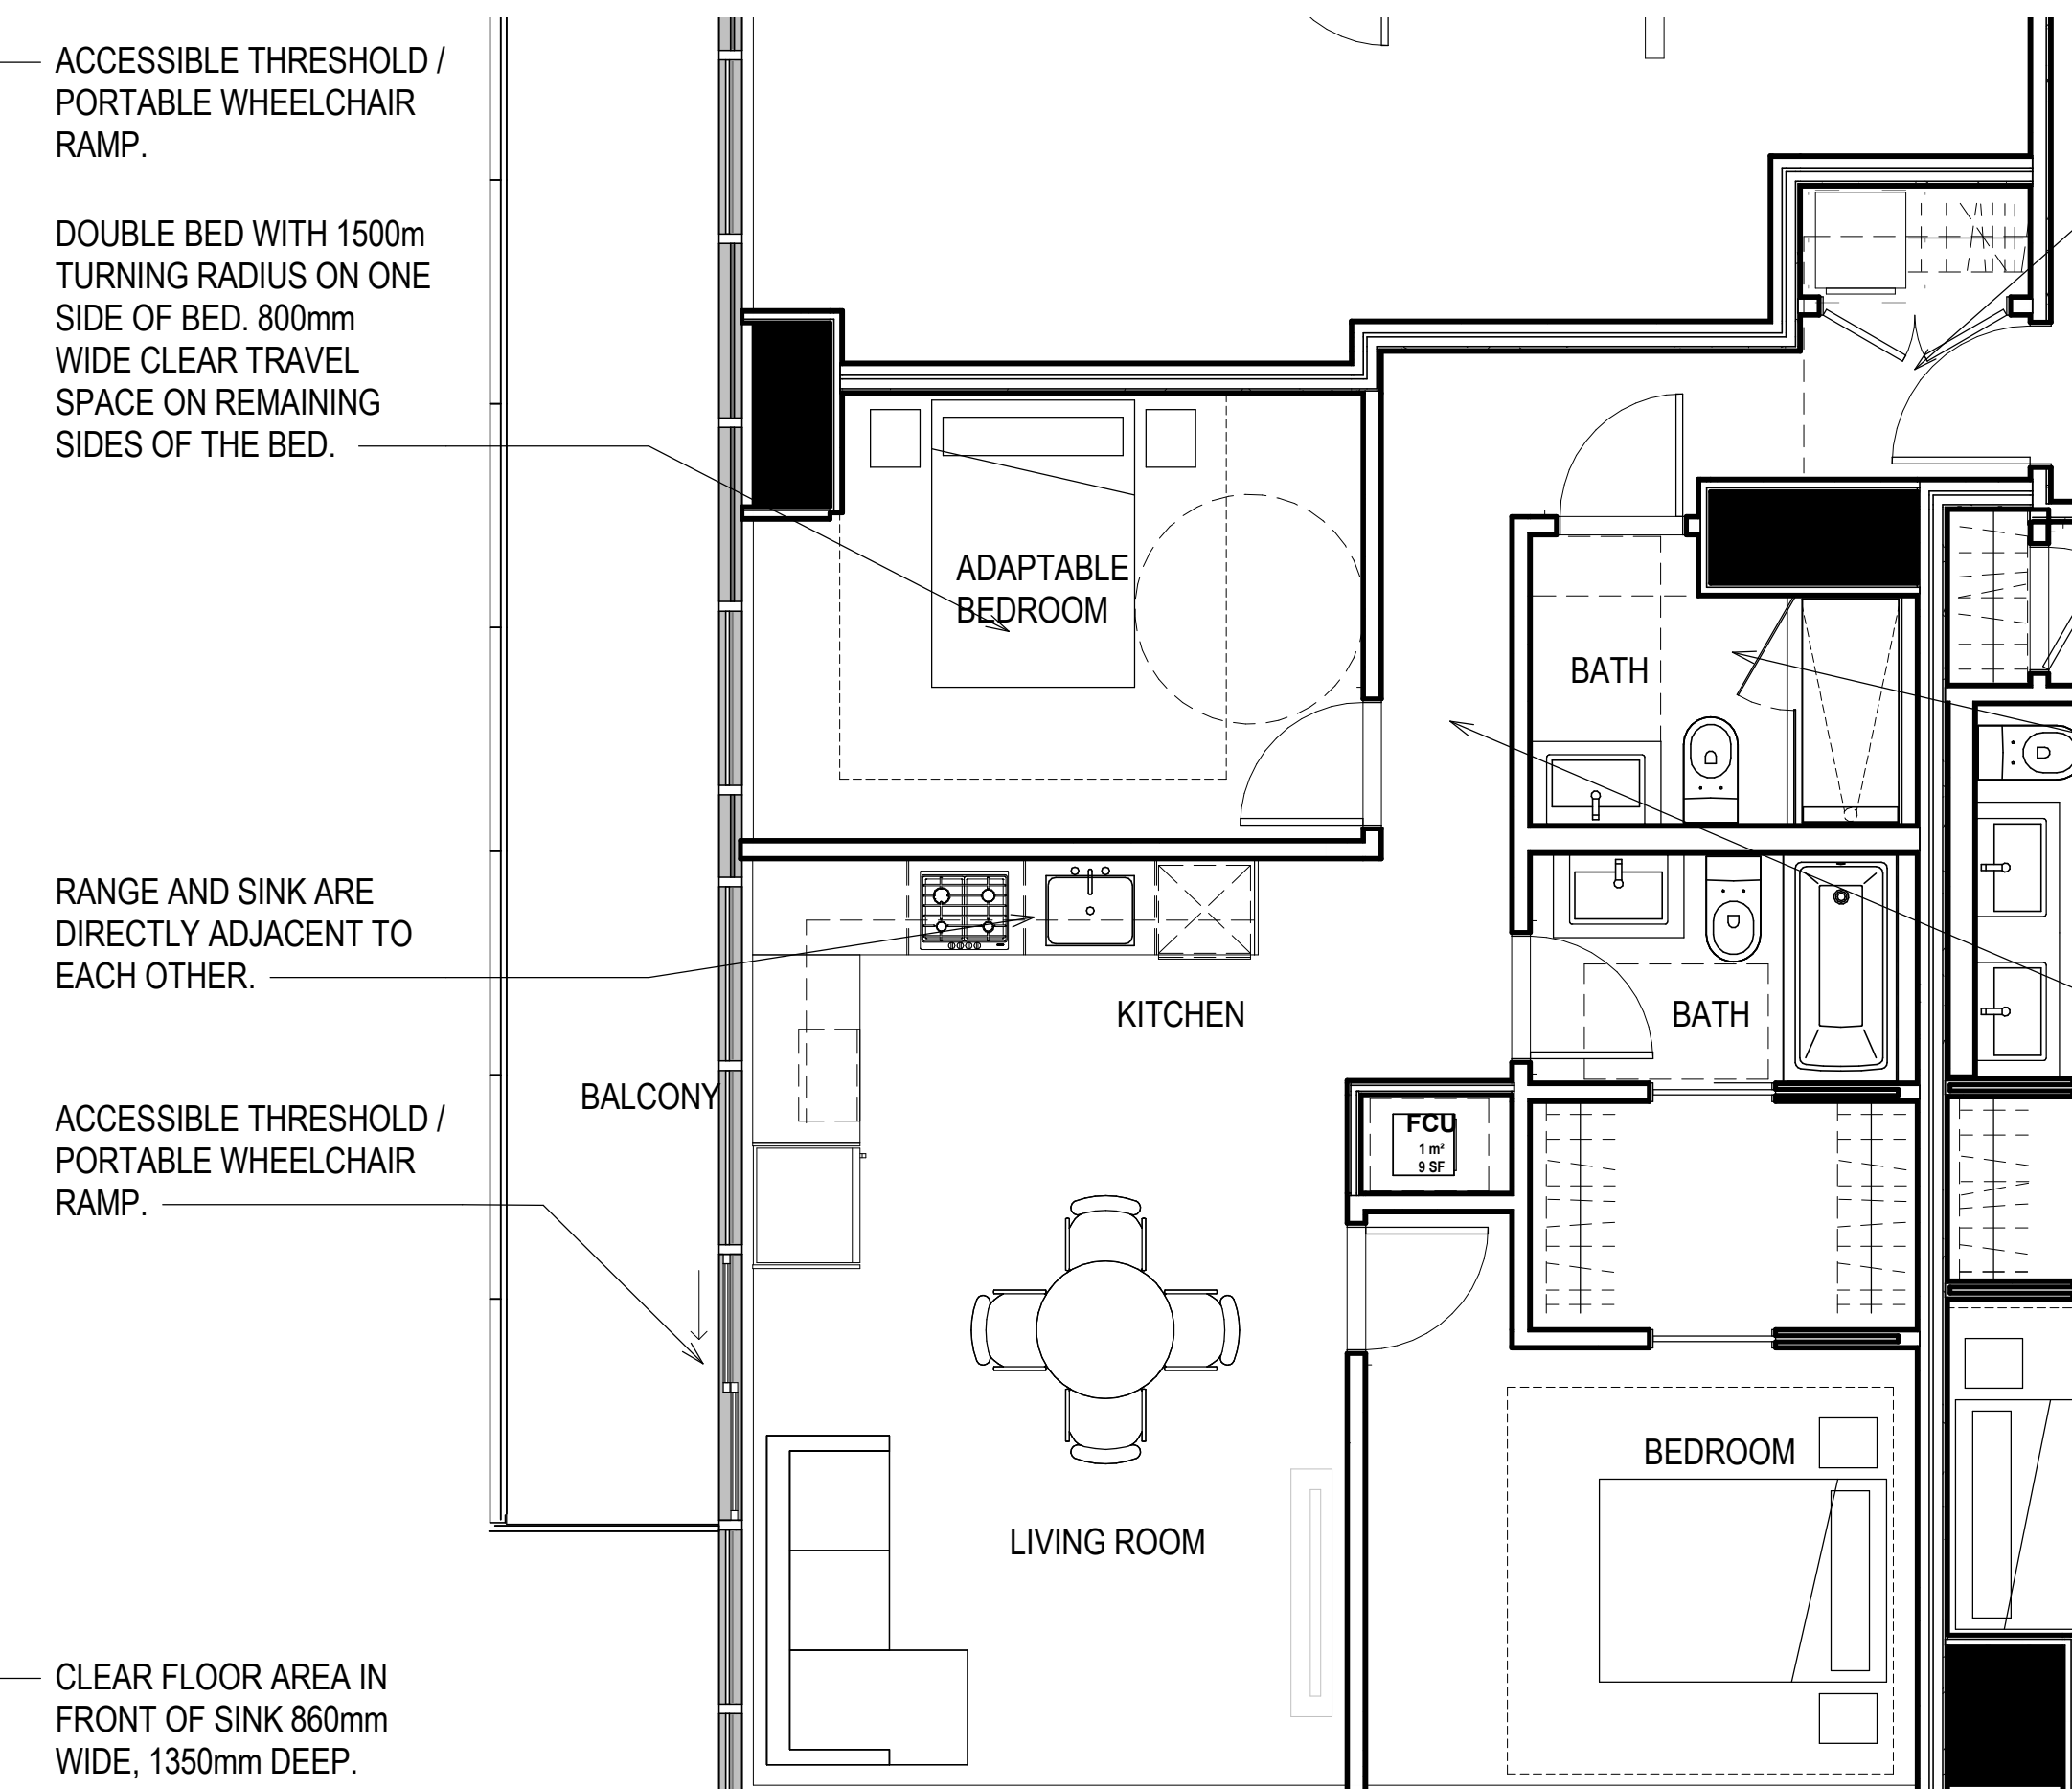 ACCESSIBLE THRESHOLD /
PORTABLE WHEELCHAIR
RAMP.
DOUBLE BED WITH 1500m
TURNING RADIUS ON ONE
SIDE OF BED. 800mm
WIDE CLEAR TRAVEL
SPACE ON REMAINING
SIDES OF THE BED.
ADAPTABLE
BEDROOM
BATH
RANGE AND SINK ARE
DIRECTLY ADJACENT TO
EACH OTHER.
KITCHEN
BATH
BALCONY
ACCESSIBLE THRESHOLD /
PORTABLE WHEELCHAIR
RAMP.
FCU
1 m²
9 SF
BEDROOM
LIVING ROOM
CLEAR FLOOR AREA IN
FRONT OF SINK 860mm
WIDE, 1350mm DEEP.